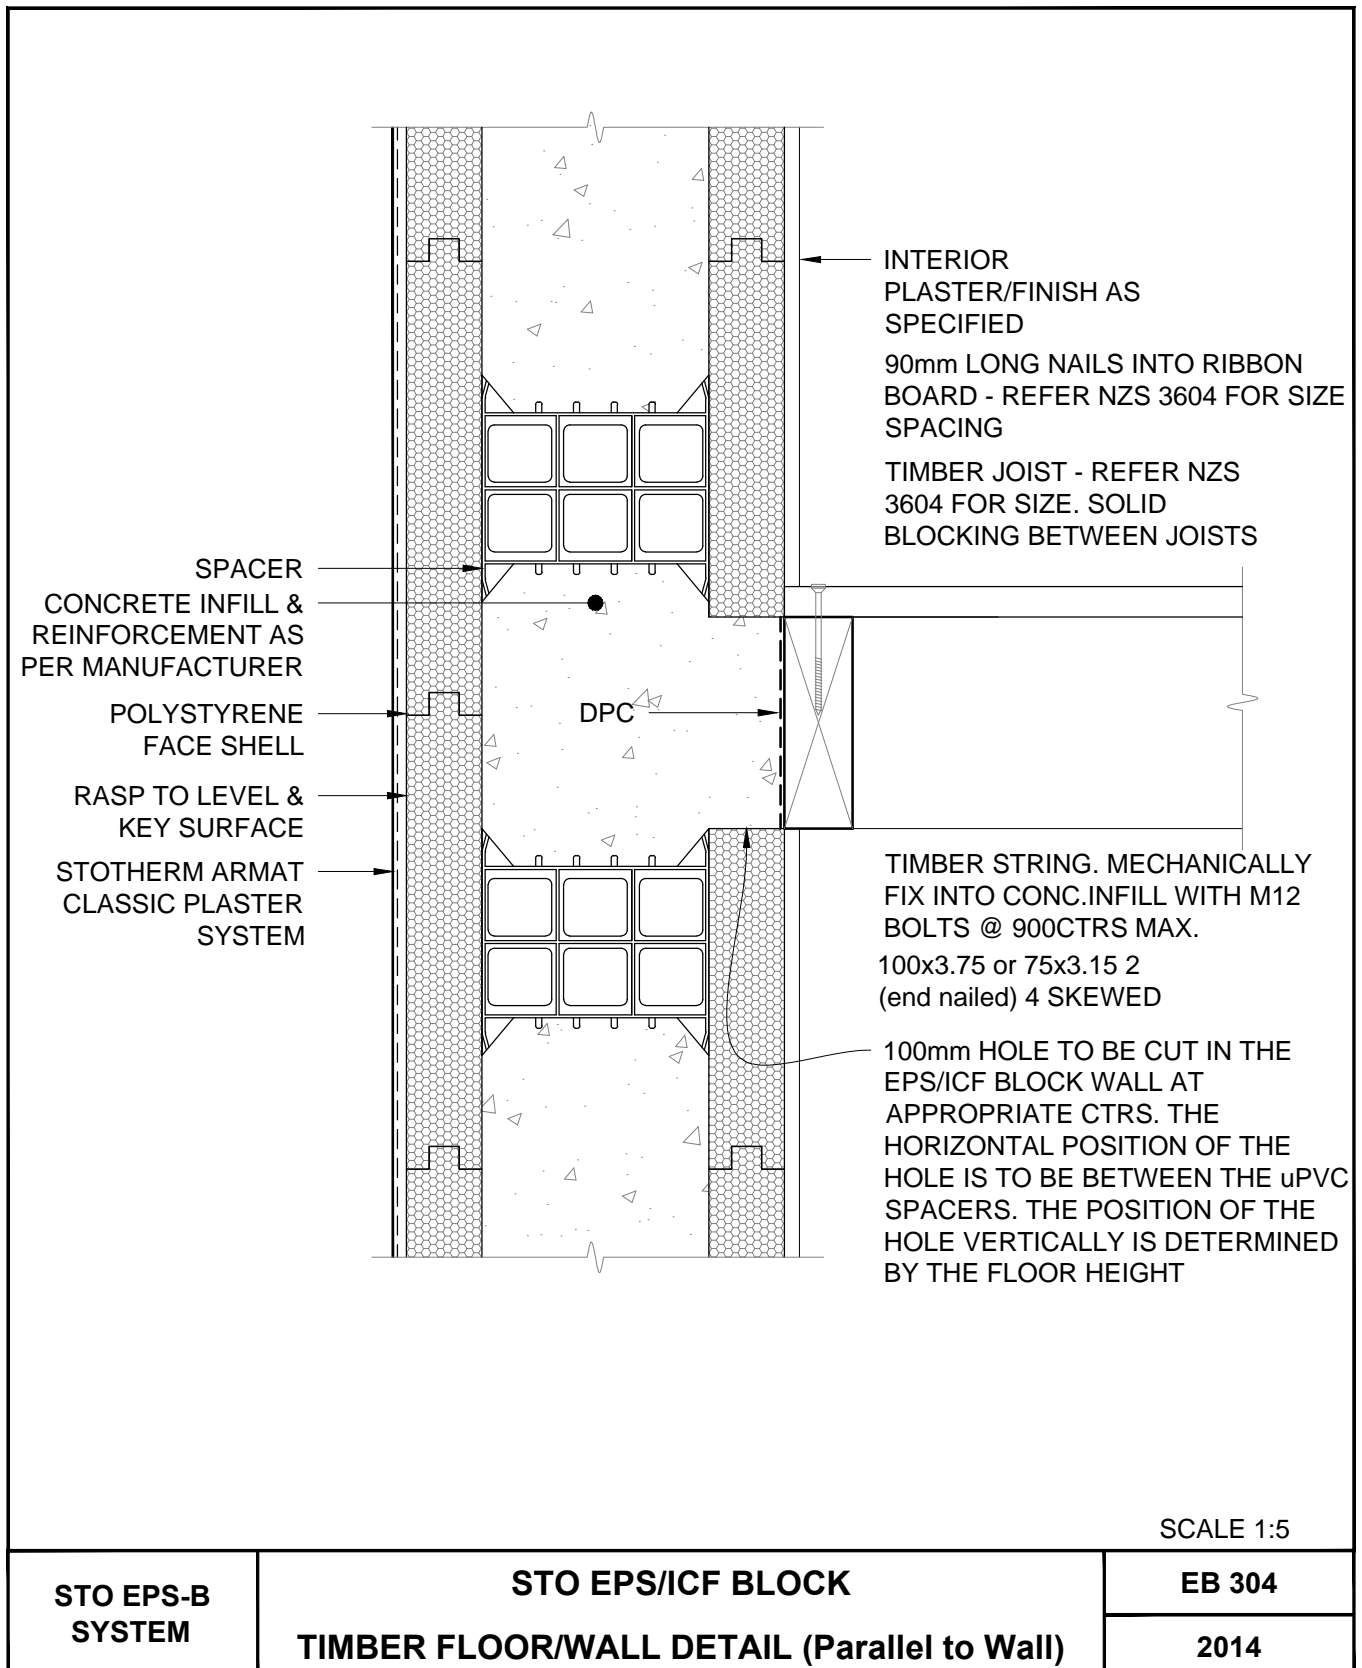 INTERIOR
PLASTER/FINISH AS
SPECIFIED
90mm LONG NAILS INTO RIBBON
BOARD - REFER NZS 3604 FOR SIZE
SPACING
TIMBER JOIST - REFER NZS
3604 FOR SIZE. SOLID
BLOCKING BETWEEN JOISTS
SPACER
CONCRETE INFILL &
REINFORCEMENT AS
PER MANUFACTURER
POLYSTYRENE
FACE SHELL
RASP TO LEVEL &
KEY SURFACE
STOTHERM ARMAT
CLASSIC PLASTER
SYSTEM
DPC
TIMBER STRING. MECHANICALLY
FIX INTO CONC.INFILL WITH M12
BOLTS @ 900CTRS MAX.
100x3.75 or 75x3.15 2
(end nailed) 4 SKEWED
100mm HOLE TO BE CUT IN THE
EPS/ICF BLOCK WALL AT
APPROPRIATE CTRS. THE
HORIZONTAL POSITION OF THE
HOLE IS TO BE BETWEEN THE uPVC
SPACERS. THE POSITION OF THE
HOLE VERTICALLY IS DETERMINED
BY THE FLOOR HEIGHT
SCALE 1:5
STO EPS-B
SYSTEM
STO EPS/ICF BLOCK
TIMBER FLOOR/WALL DETAIL (Parallel to Wall)
EB 304
2014